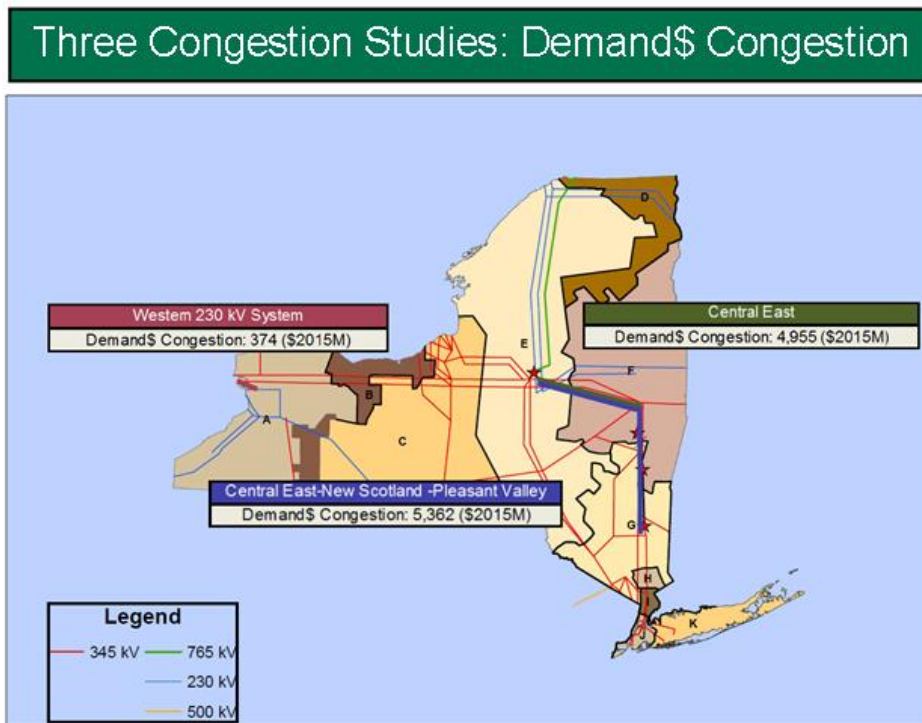 Three Congestion Studies: Demand$ Congestion
D
Western 230 kV System
Demand$ Congestion: 374 ($2015M)
Central East
Demand$ Congestion: 4,955 ($2015M)
E
F
B
A
C
Central East-New Scotland -Pleasant Valley
Demand$ Congestion: 5,362 ($2015M)
G
H
I
K
J
Legend
345 kV
765 kV
230 kV
500 kV